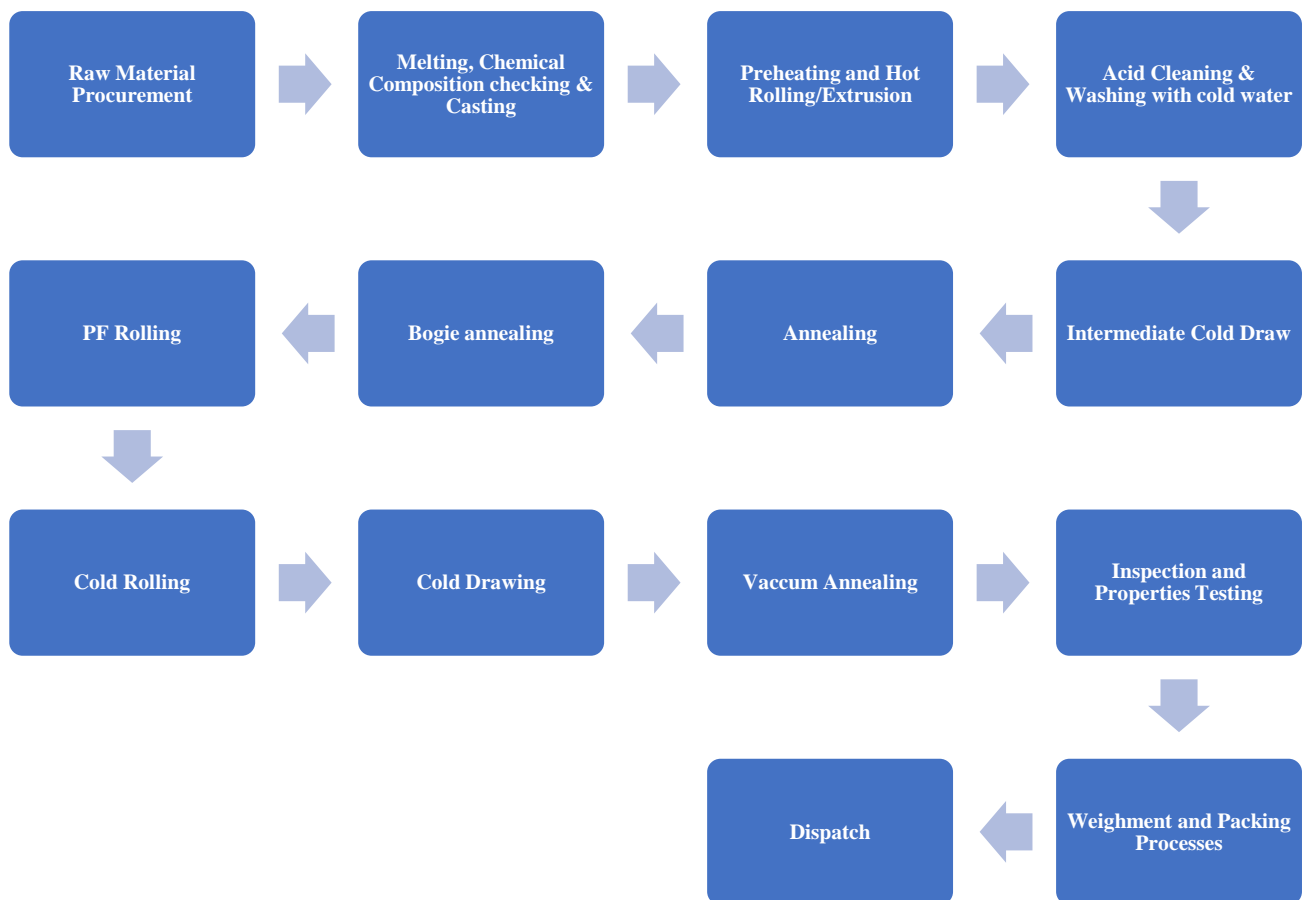 Raw Material
Procurement
Melting, Chemical
Composition checking &
Casting
Preheating and Hot
Rolling/Extrusion
Acid Cleaning &
Washing with cold water
Intermediate Cold Draw
Annealing
Bogie annealing
PF Rolling
Cold Rolling
Cold Drawing
Vaccum Annealing
Inspection and
Properties Testing
Weighment and Packing
Processes
Dispatch